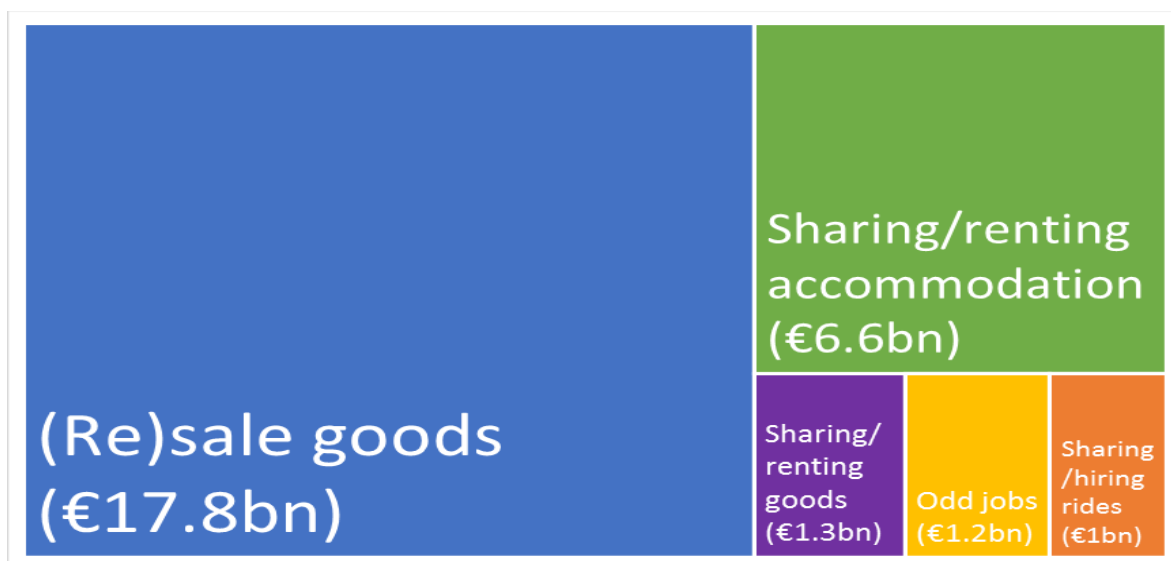 (Re)sale goods
(€17.8bn)
Sharing/renting
accommodation
(€6.6bn)
Sharing/
renting
goods
(€1.3bn)
Odd jobs
(€1.2bn)
Sharing
/hiring
rides
(€1bn)